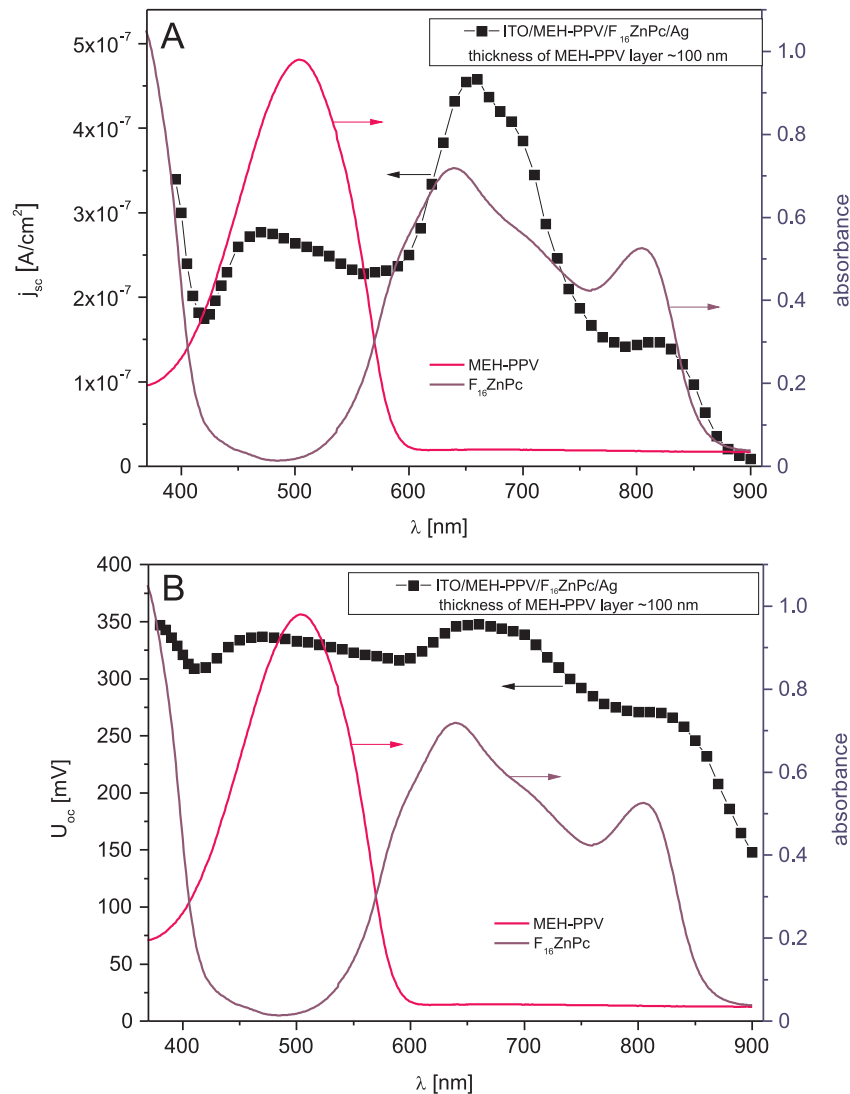 A
ITO/MEH-PPV/F₁₆ZnPc/Ag
thickness of MEH-PPV layer ~100 nm
5x10⁻⁷
4x10⁻⁷
3x10⁻⁷
2x10⁻⁷
1x10⁻⁷
0
jsc [A/cm²]
1.0
0.8
0.6
0.4
0.2
0
absorbance
MEH-PPV
F₁₆ZnPc
400 500 600 700 800 900
λ [nm]
B
ITO/MEH-PPV/F₁₆ZnPc/Ag
thickness of MEH-PPV layer ~100 nm
400
350
300
250
200
150
100
50
25
0
Uoc [mV]
1.0
0.8
0.6
0.4
0.2
0
absorbance
MEH-PPV
F₁₆ZnPc
400 500 600 700 800 900
λ [nm]